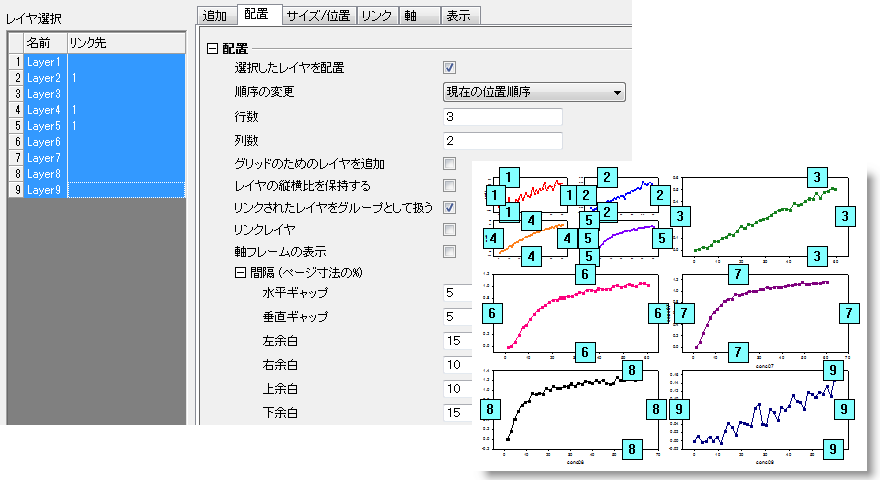 レイヤ選択
名前 リンク先
1 Layer1
2 Layer2 1
3 Layer3
4 Layer4 1
5 Layer5 1
6 Layer6
7 Layer7
8 Layer8
9 Layer9
追加 配置 サイズ/位置 リンク 軸 表示
配置
選択したレイヤを配置
順序の変更 現在の位置順序
行数 3
列数 2
グリッドのためのレイヤを追加
レイヤの縦横比を保持する
リンクされたレイヤをグループとして扱う
リンクレイヤ
軸フレームの表示
間隔(ページ寸法の%)
水平ギャップ 5
垂直ギャップ 5
左余白 15
右余白 10
上余白 10
下余白 15
1 2 3
1 1 2 2 3 3
1 2
4 5
4 4 5 5
4 5 3
6 7
6 6 7 7
6 7
conc07
8 9
8 8 9 9
8 9
conc08 conc09